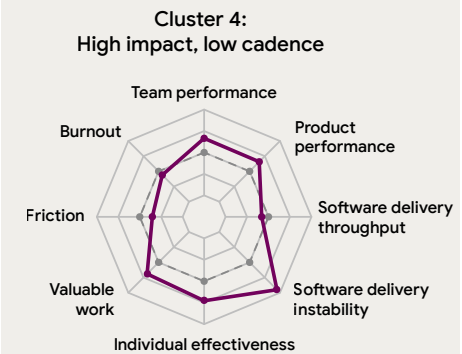 Cluster 4:
High impact, low cadence
Team performance
Burnout
Product
performance
Friction
Software delivery
throughput
Valuable
work
Software delivery
instability
Individual effectiveness